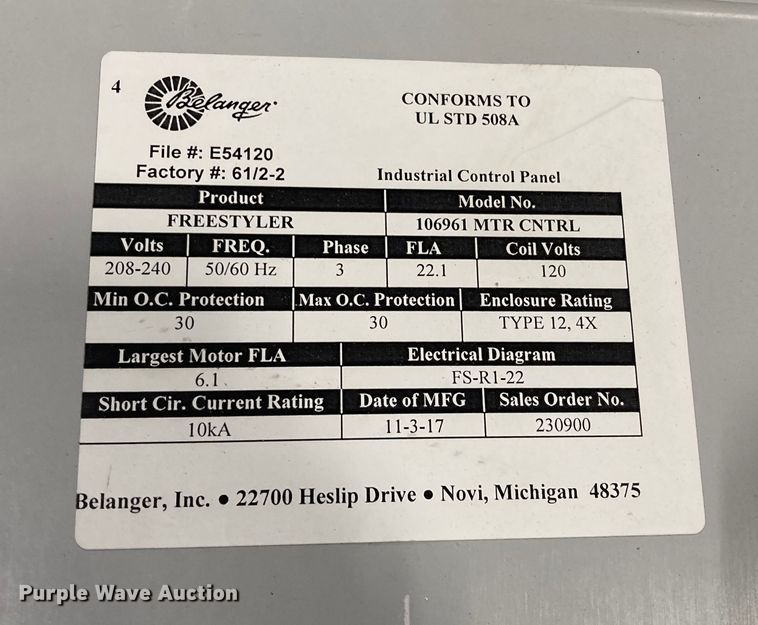 4
Belanger
CONFORMS TO
UL STD 508A
File #: E54120
Factory #: 61/2-2
Industrial Control Panel
Product Model No.
FREESTYLER 106961 MTR CNTRL
Volts FREQ. Phase FLA Coil Volts
208-240 50/60 Hz 3 22.1 120
Min O.C. Protection Max O.C. Protection Enclosure Rating
30 30 TYPE 12, 4X
Largest Motor FLA Electrical Diagram
6.1 FS-R1-22
Short Cir. Current Rating Date of MFG Sales Order No.
10kA 11-3-17 230900
Belanger, Inc. ● 22700 Heslip Drive ● Novi, Michigan 48375
Purple Wave Auction